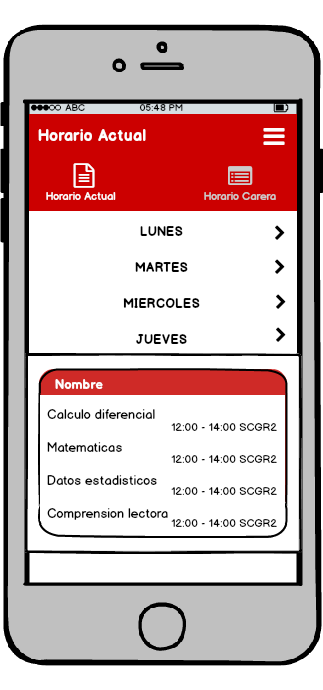 ABC 05:48 PM
Horario Actual
Horario Actual Horario Carera
LUNES
MARTES
MIERCOLES
JUEVES
Nombre
Calculo diferencial
12:00 - 14:00 SCGR2
Matematicas
12:00 - 14:00 SCGR2
Datos estadisticos
12:00 - 14:00 SCGR2
Comprension lectora
12:00 - 14:00 SCGR2